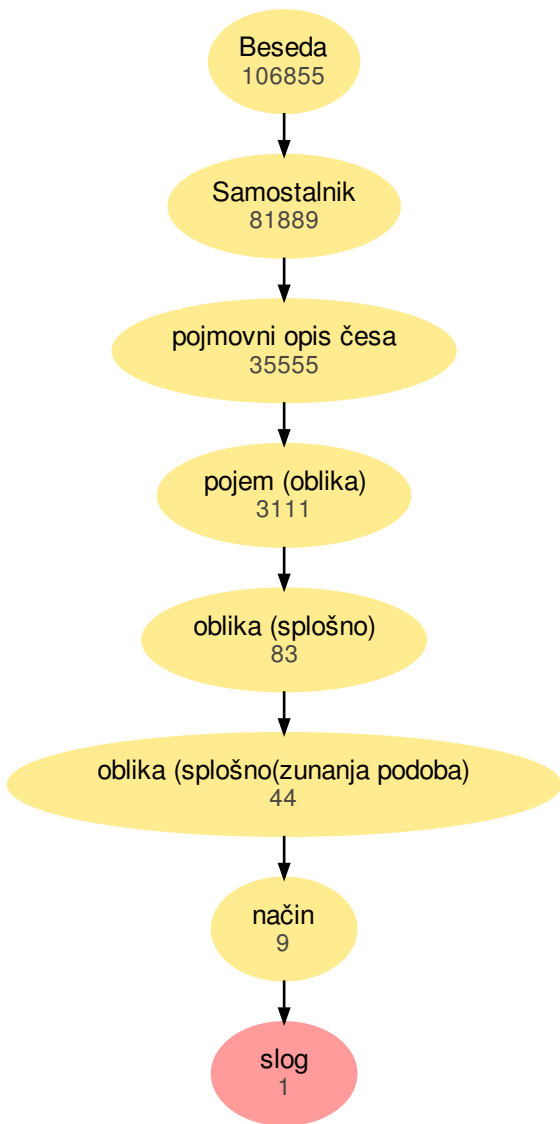 Beseda
106855
Samostalnik
81889
pojmovni opis česa
35555
pojem (oblika)
3111
oblika (splošno)
83
oblika (splošno(zunanja podoba)
44
način
9
slog
1